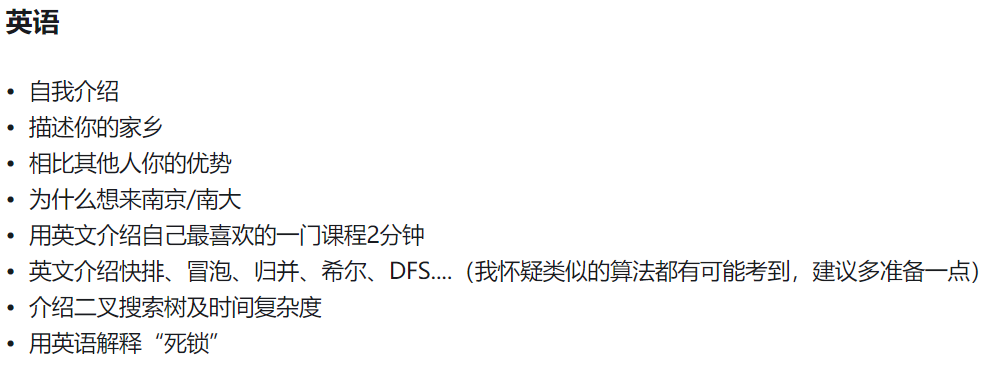 英语
• 自我介绍
• 描述你的家乡
• 相比其他人你的优势
• 为什么想来南京/南大
• 用英文介绍自己最喜欢的一门课程2分钟
• 英文介绍快排、冒泡、归并、希尔、DFS....（我怀疑类似的算法都有可能考到，建议多准备一点）
• 介绍二叉搜索树及时间复杂度
• 用英语解释“死锁”